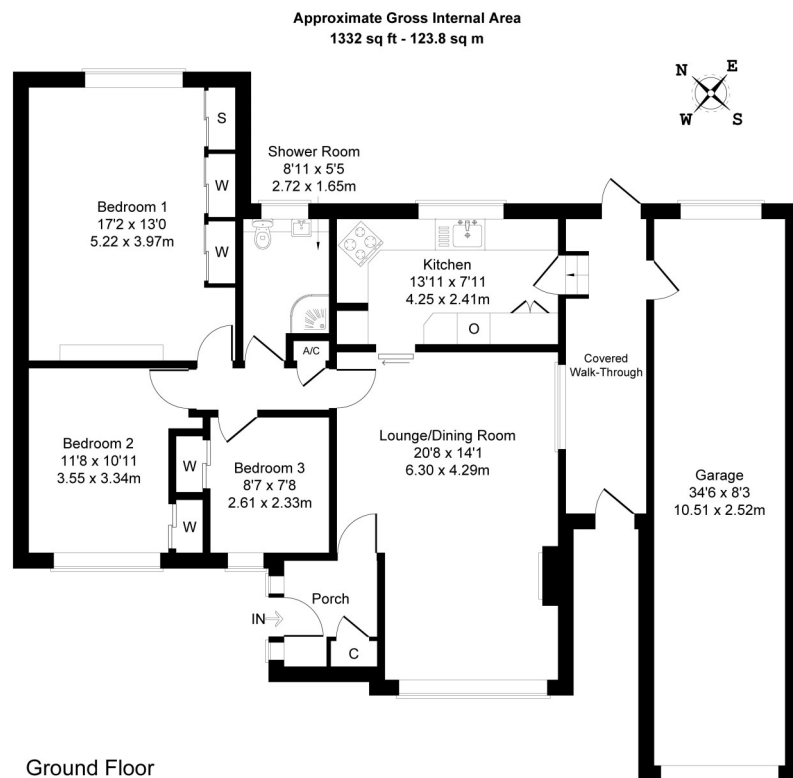 Approximate Gross Internal Area
1332 sq ft - 123.8 sq m
N E
W S
S
W
W
Bedroom 1
17'2 x 13'0
5.22 x 3.97m
Shower Room
8'11 x 5'5
2.72 x 1.65m
Kitchen
13'11 x 7'11
4.25 x 2.41m
O
A/C
Covered
Walk-Through
Bedroom 2
11'8 x 10'11
3.55 x 3.34m
W
W
Bedroom 3
8'7 x 7'8
2.61 x 2.33m
Lounge/Dining Room
20'8 x 14'1
6.30 x 4.29m
Garage
34'6 x 8'3
10.51 x 2.52m
Porch
IN
C
Ground Floor